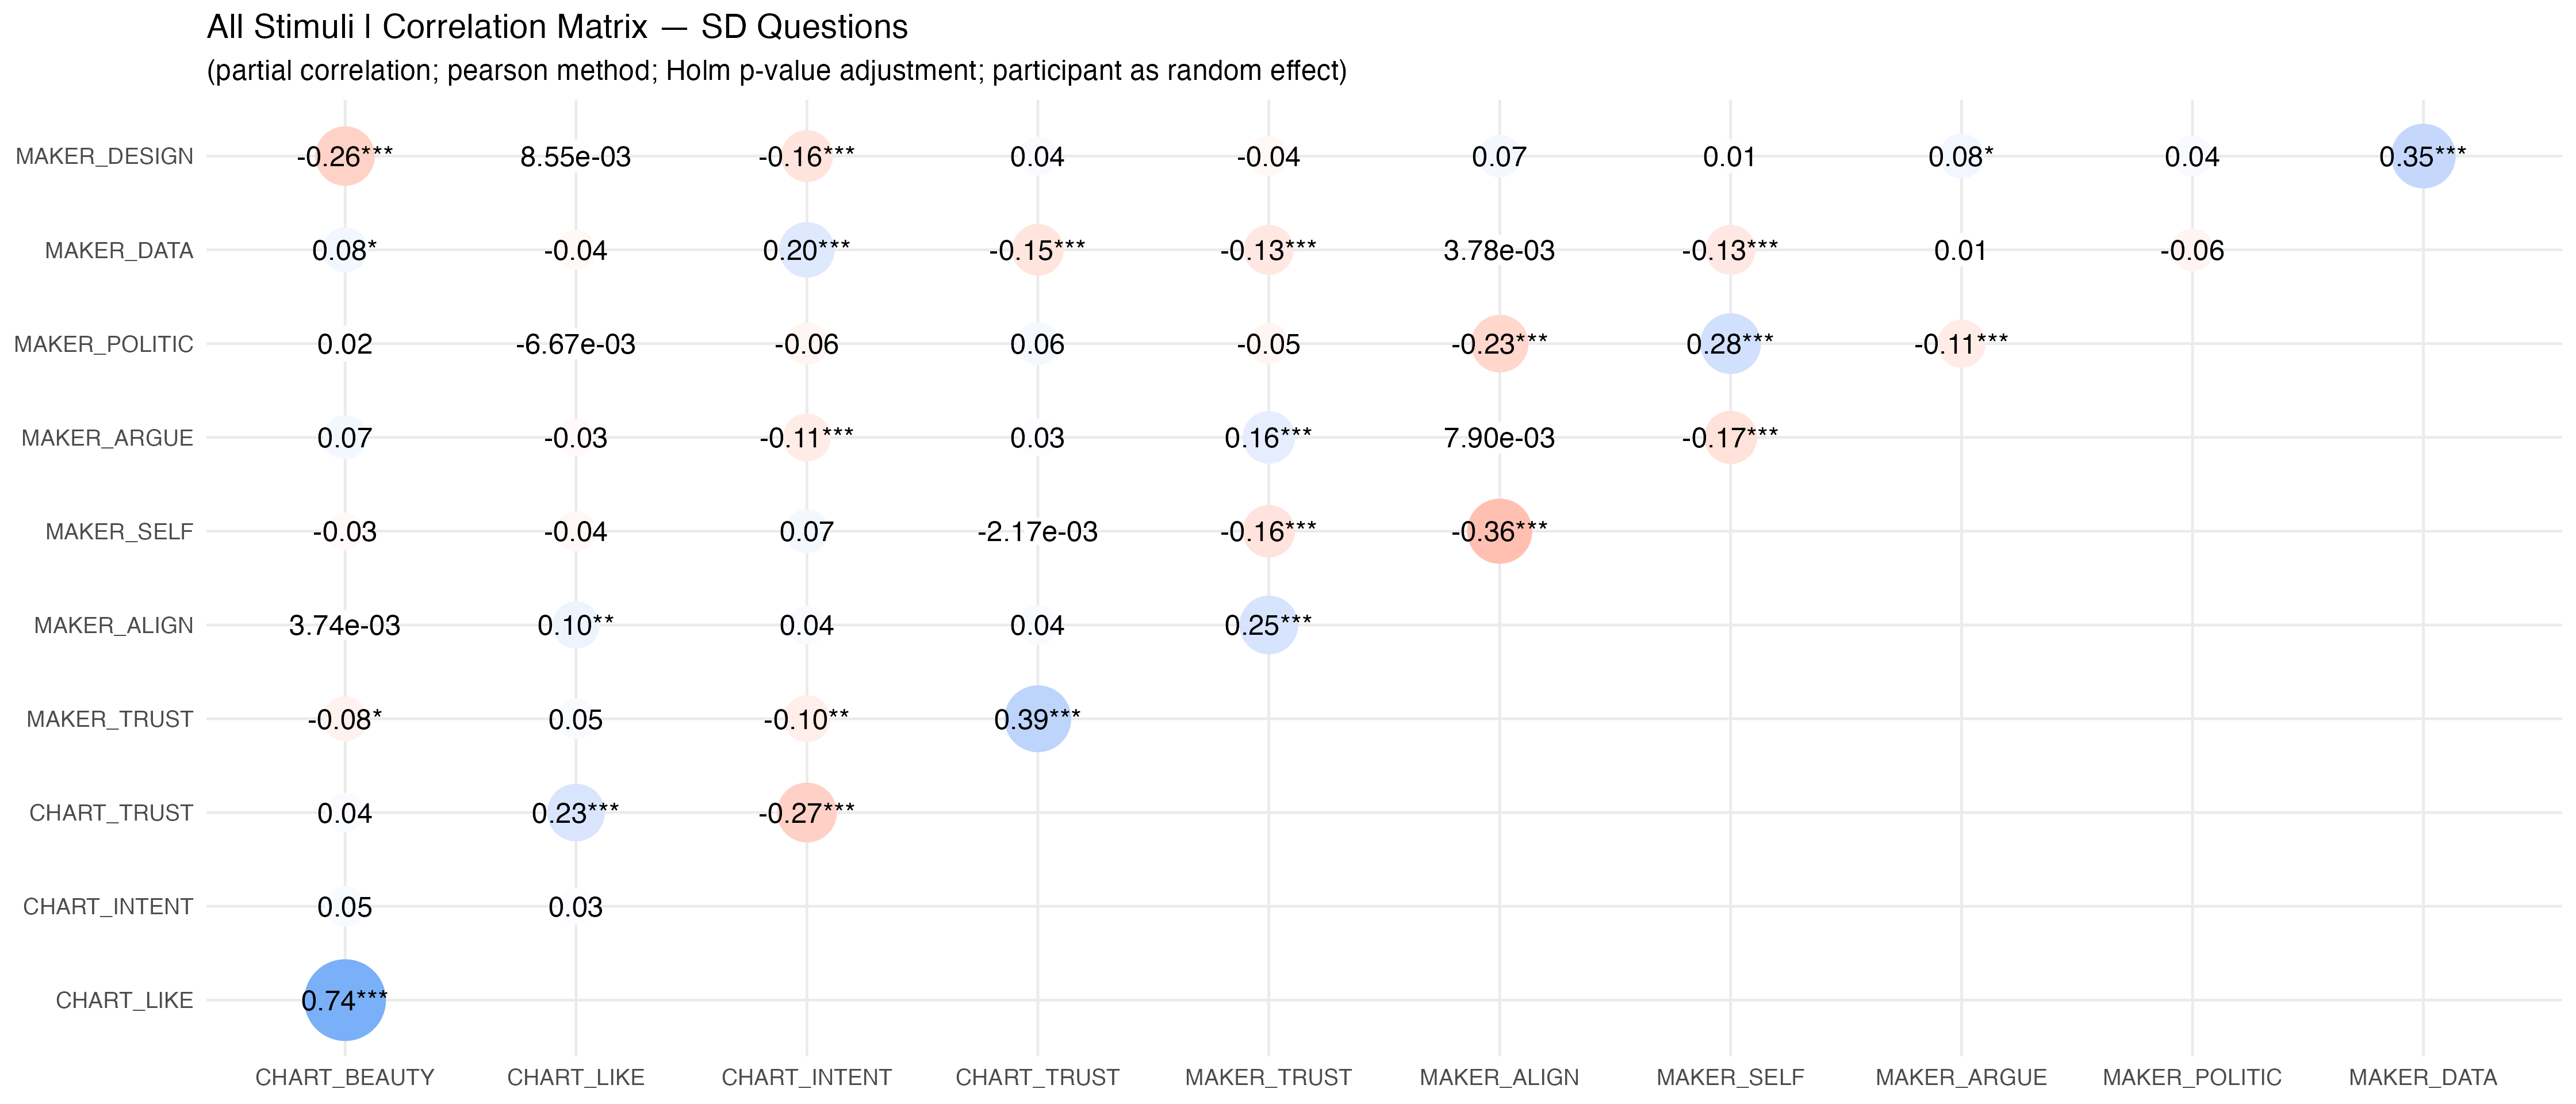 All Stimuli | Correlation Matrix — SD Questions
(partial correlation; pearson method; Holm p-value adjustment; participant as random effect)
MAKER_DESIGN -0.26*** 8.55e-03 -0.16*** 0.04 -0.04 0.07 0.01 0.08* 0.04 0.35***
MAKER_DATA 0.08* -0.04 0.20*** -0.15*** -0.13*** 3.78e-03 -0.13*** 0.01 -0.06
MAKER_POLITIC 0.02 -6.67e-03 -0.06 0.06 -0.05 -0.23*** 0.28*** -0.11***
MAKER_ARGUE 0.07 -0.03 -0.11*** 0.03 0.16*** 7.90e-03 -0.17***
MAKER_SELF -0.03 -0.04 0.07 -2.17e-03 -0.16*** -0.36***
MAKER_ALIGN 3.74e-03 0.10** 0.04 0.04 0.25***
MAKER_TRUST -0.08* 0.05 -0.10** 0.39***
CHART_TRUST 0.04 0.23*** -0.27***
CHART_INTENT 0.05 0.03
CHART_LIKE 0.74***
CHART_BEAUTY CHART_LIKE CHART_INTENT CHART_TRUST MAKER_TRUST MAKER_ALIGN MAKER_SELF MAKER_ARGUE MAKER_POLITIC MAKER_DATA